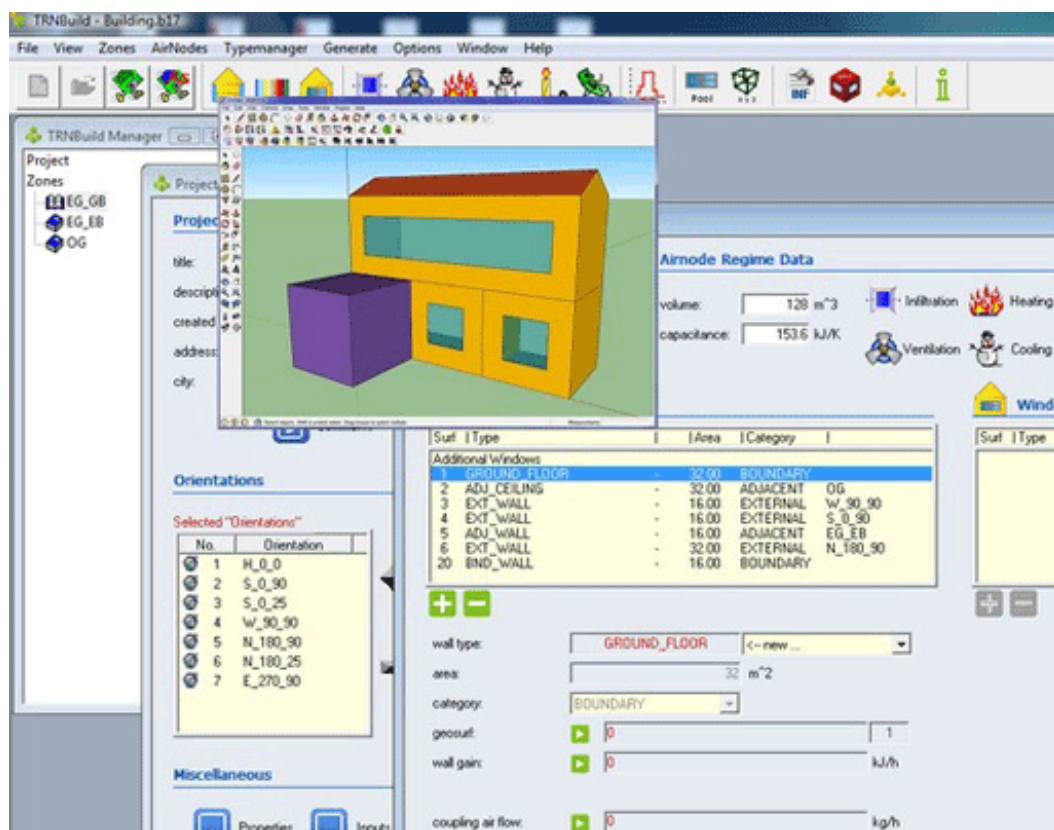 TRNBuild - Building.b17
File View Zones AirNodes Typemanager Generate Options Window Help
Pool
INF
TRNBuild Manager
Project
Zones
EG_GB
EG_EB
OG
Project
Projec
title:
descripti
created
address:
city:
Orientations
Selected "Orientations"
No. Orientation
1 H_0_0
2 S_0_90
3 S_0_25
4 W_90_90
5 N_180_90
6 N_180_25
7 E_270_90
Miscellaneous
Properties Inputs
Airnode Regime Data
volume: 128 m^3 Infiltration Heating
capacitance: 153.6 kJ/K Ventilation Cooling
Wind
Surf Type Area Category
Additional Windows
1 GROUND_FLOOR - 32.00 BOUNDARY
2 ADJ_CEILING - 32.00 ADJACENT OG
3 EXT_WALL - 16.00 EXTERNAL W_90_90
4 EXT_WALL - 16.00 EXTERNAL S_0_90
5 ADJ_WALL - 16.00 ADJACENT EG_EB
6 EXT_WALL - 32.00 EXTERNAL N_180_90
20 BND_WALL - 16.00 BOUNDARY
Surf Type
wall type: GROUND_FLOOR <-- new ...
area: 32 m^2
category: BOUNDARY
geosurf: 0 1
wall gain: 0 kJ/h
coupling air flow: 0 kg/h